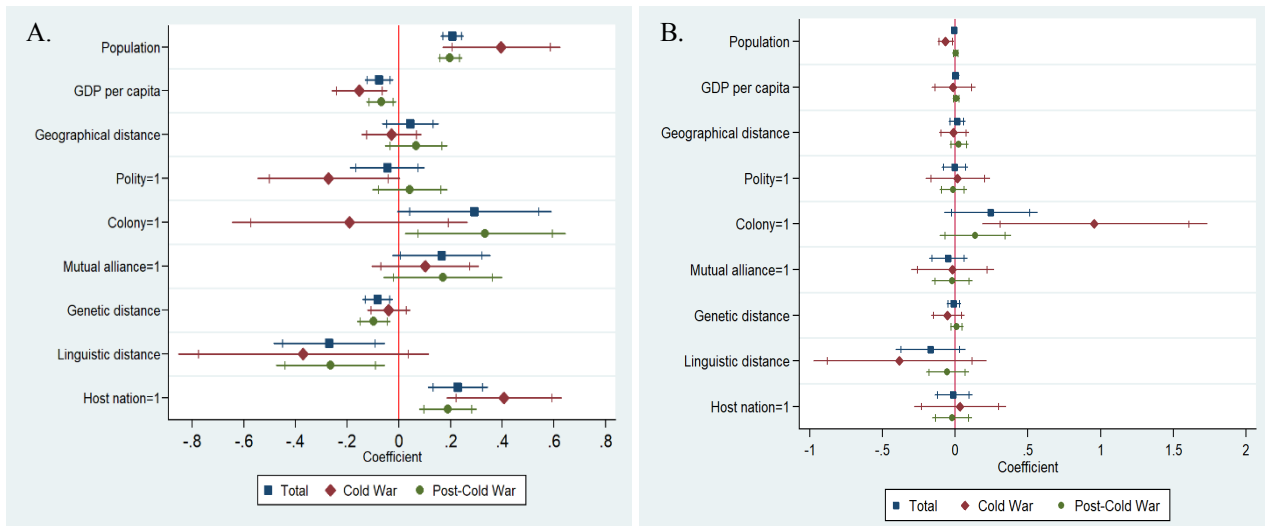 A.
Population
GDP per capita
Geographical distance
Polity=1
Colony=1
Mutual alliance=1
Genetic distance
Linguistic distance
Host nation=1
-.8 -.6 -.4 -.2 0 .2 .4 .6 .8
Coefficient
Total Cold War Post-Cold War
B.
Population
GDP per capita
Geographical distance
Polity=1
Colony=1
Mutual alliance=1
Genetic distance
Linguistic distance
Host nation=1
-1 -.5 0 .5 1 1.5 2
Coefficient
Total Cold War Post-Cold War